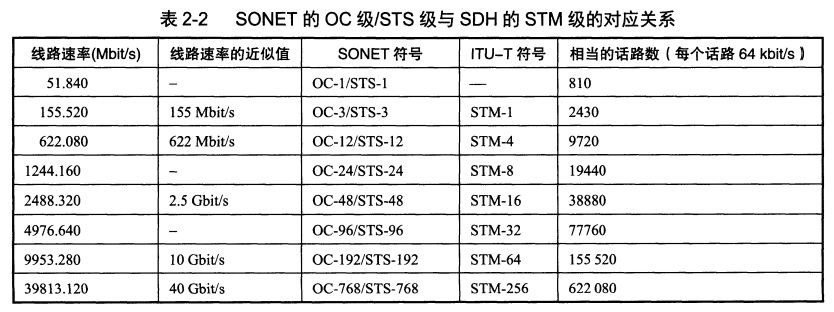 表 2-2 SONET 的 OC 级/STS 级与 SDH 的 STM 级的对应关系
线路速率(Mbit/s) 线路速率的近似值 SONET 符号 ITU–T 符号 相当的话路数（每个话路 64 kbit/s）
51.840 – OC-1/STS-1 — 810
155.520 155 Mbit/s OC-3/STS-3 STM-1 2430
622.080 622 Mbit/s OC-12/STS-12 STM-4 9720
1244.160 – OC-24/STS-24 STM-8 19440
2488.320 2.5 Gbit/s OC-48/STS-48 STM-16 38880
4976.640 – OC-96/STS-96 STM-32 77760
9953.280 10 Gbit/s OC-192/STS-192 STM-64 155 520
39813.120 40 Gbit/s OC-768/STS-768 STM-256 622 080